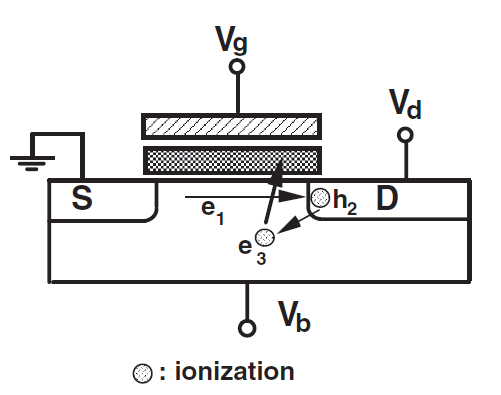 Vg
Vd
S
e1
h2
D
e3
Vb
: ionization